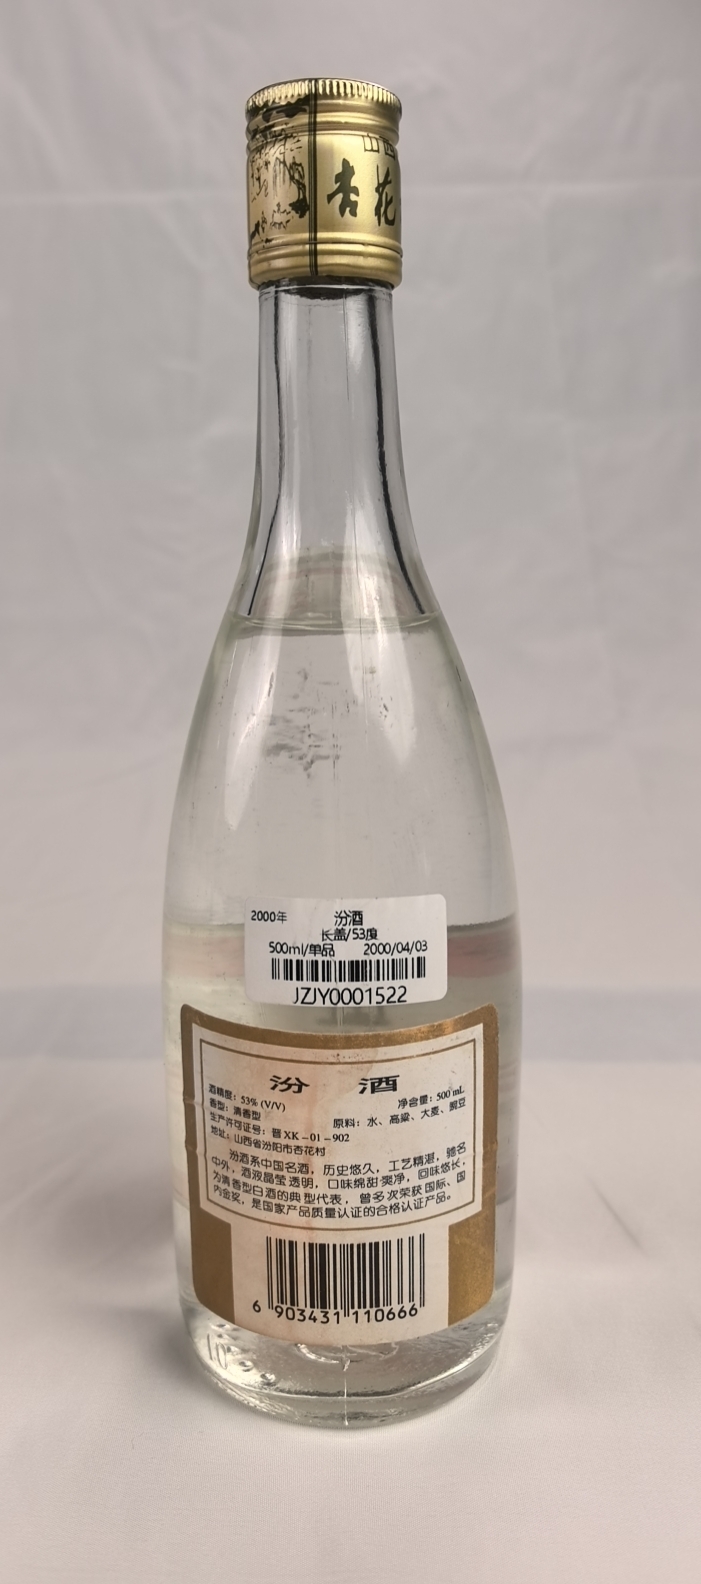 山西
杏花
2000年 汾酒
长盖/53度
500ml/单品 2000/04/03
JZJY0001522
汾 酒
酒精度：53% (V/V) 净含量：500 mL
香型：清香型 原料：水、高粱、大麦、豌豆
生产许可证号：晋 XK－01－902
地址：山西省汾阳市杏花村
汾酒系中国名酒，历史悠久，工艺精湛，驰名
中外，酒液晶莹透明，口味绵甜爽净，回味悠长，
为清香型白酒的典型代表，曾多次荣获国际、国
内金奖，是国家产品质量认证的合格认证产品。
6 903431 110666